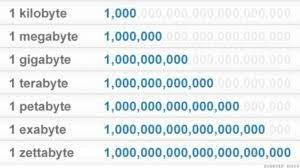 1 kilobyte 1,000
1 megabyte 1,000,000
1 gigabyte 1,000,000,000
1 terabyte 1,000,000,000,000
1 petabyte 1,000,000,000,000,000
1 exabyte 1,000,000,000,000,000,000
1 zettabyte 1,000,000,000,000,000,000,000